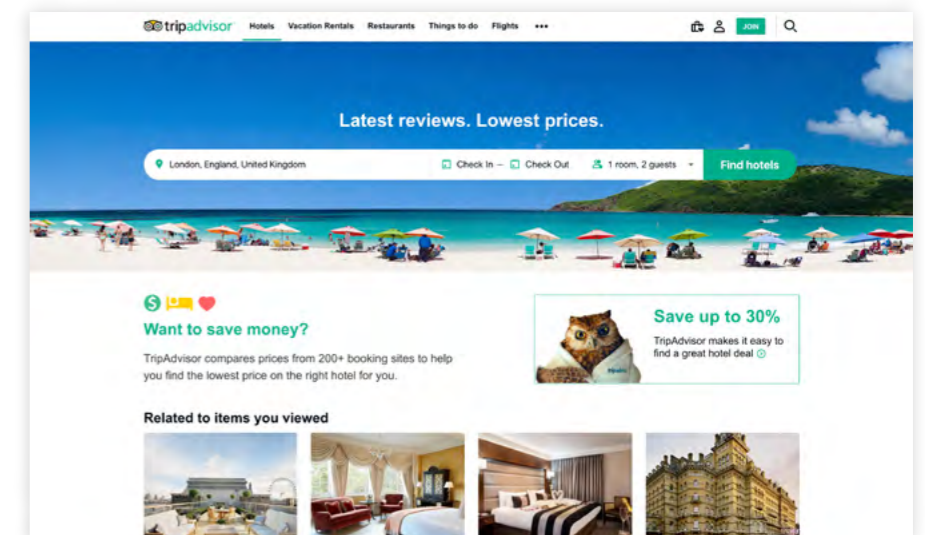 tripadvisor
Hotels Vacation Rentals Restaurants Things to do Flights
JOIN
Latest reviews. Lowest prices.
London, England, United Kingdom Check In – Check Out 1 room, 2 guests Find hotels
Want to save money?
TripAdvisor compares prices from 200+ booking sites to help
you find the lowest price on the right hotel for you.
Save up to 30%
TripAdvisor makes it easy to
find a great hotel deal
Related to items you viewed